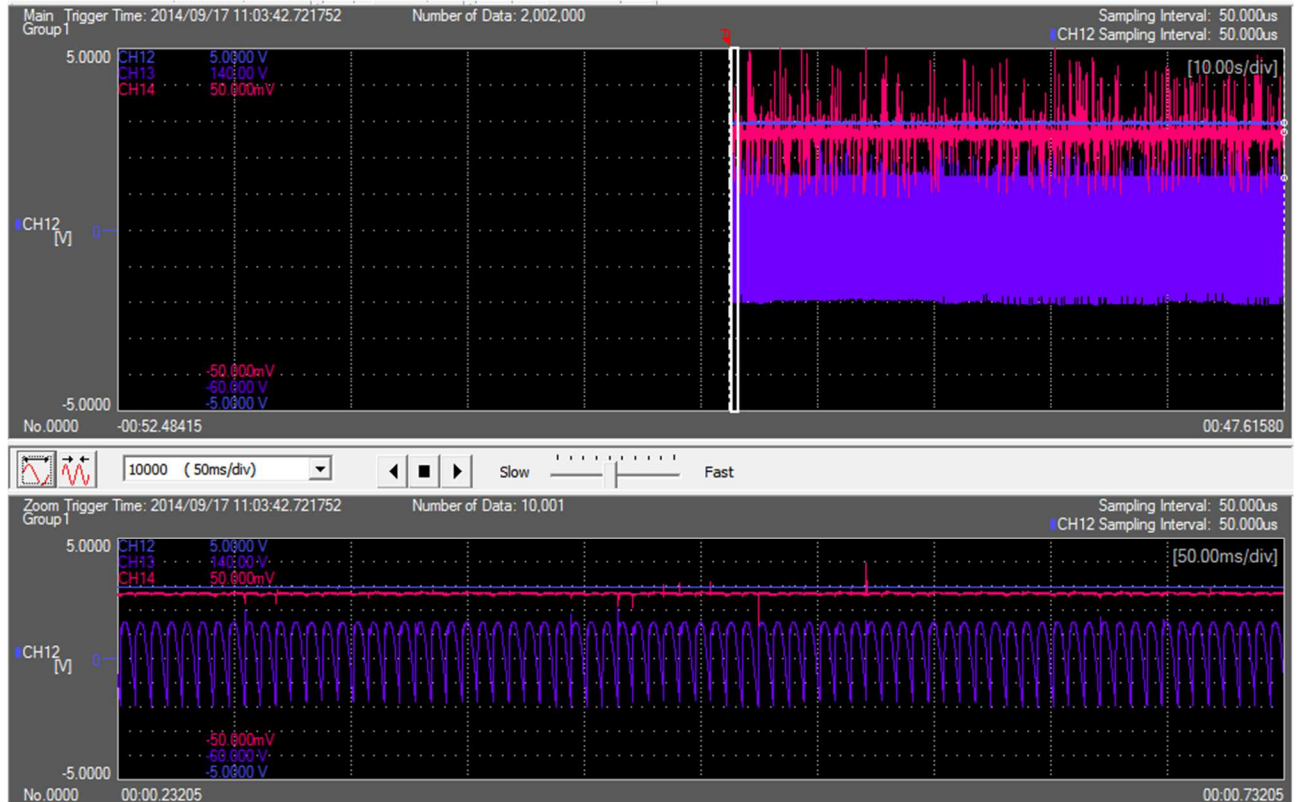 Main Trigger Time: 2014/09/17 11:03:42.721752 Number of Data: 2,002,000 Sampling Interval: 50.000us
Group1 CH12 Sampling Interval: 50.000us
5.0000 CH12 5.0000 V [10.00s/div]
CH13 140.00 V
CH14 50.000mV
CH12
[V]
-50.000mV
-60.000 V
-5.0000 -5.0000 V
No.0000 -00:52.48415 00:47.61580
10000 ( 50ms/div) Slow Fast
Zoom Trigger Time: 2014/09/17 11:03:42.721752 Number of Data: 10,001 Sampling Interval: 50.000us
Group1 CH12 Sampling Interval: 50.000us
5.0000 CH12 5.0000 V [50.00ms/div]
CH13 140.00 V
CH14 50.000mV
CH12
[V]
-50.000mV
-60.000 V
-5.0000 -5.0000 V
No.0000 00:00.23205 00:00.73205